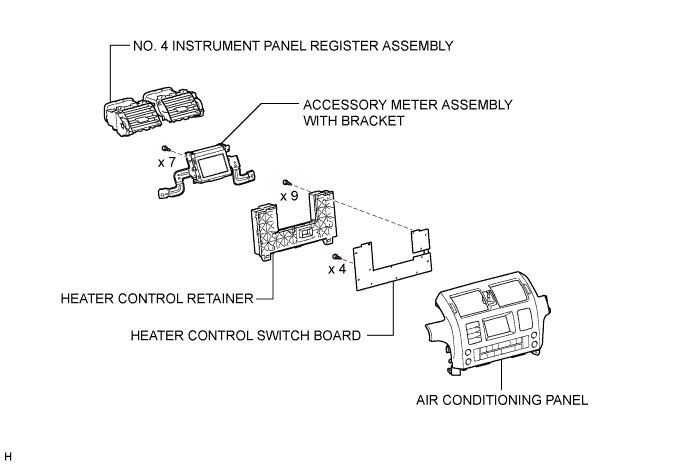 NO. 4 INSTRUMENT PANEL REGISTER ASSEMBLY
ACCESSORY METER ASSEMBLY
WITH BRACKET
x 7
x 9
x 4
HEATER CONTROL RETAINER
HEATER CONTROL SWITCH BOARD
AIR CONDITIONING PANEL
H